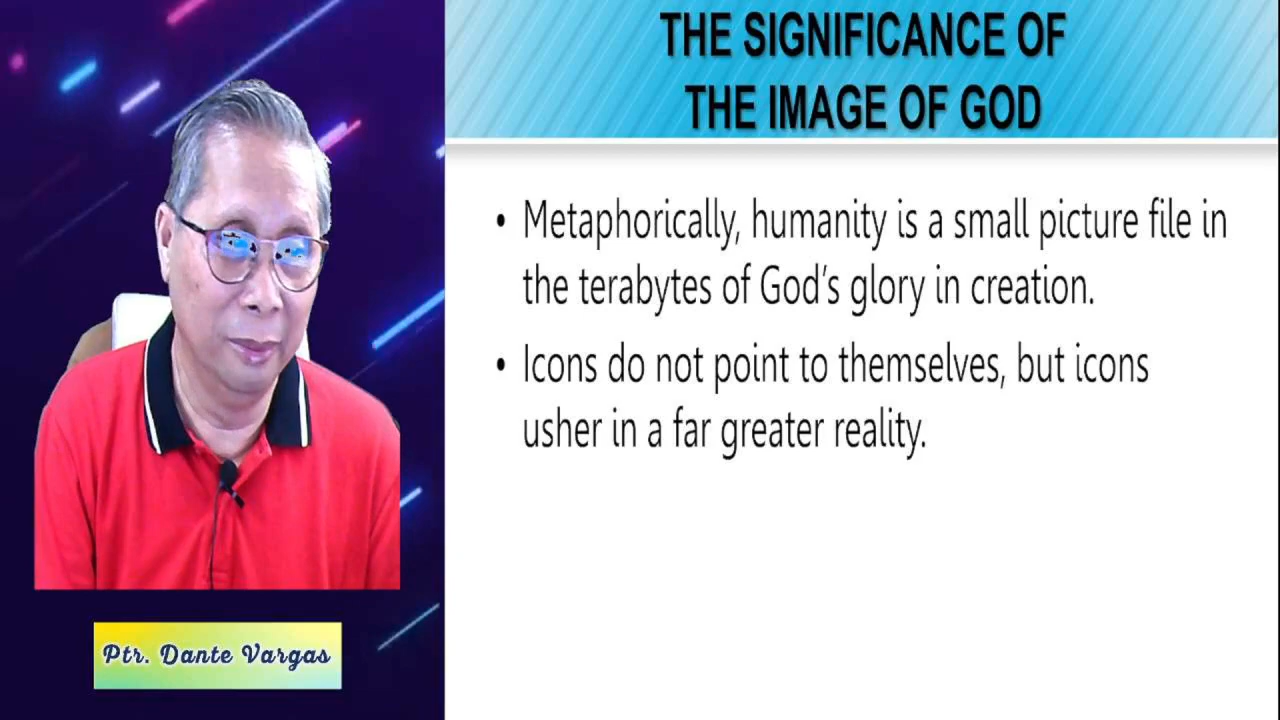 THE SIGNIFICANCE OF
THE IMAGE OF GOD
• Metaphorically, humanity is a small picture file in
the terabytes of God’s glory in creation.
• Icons do not point to themselves, but icons
usher in a far greater reality.
Ptr. Dante Vargas